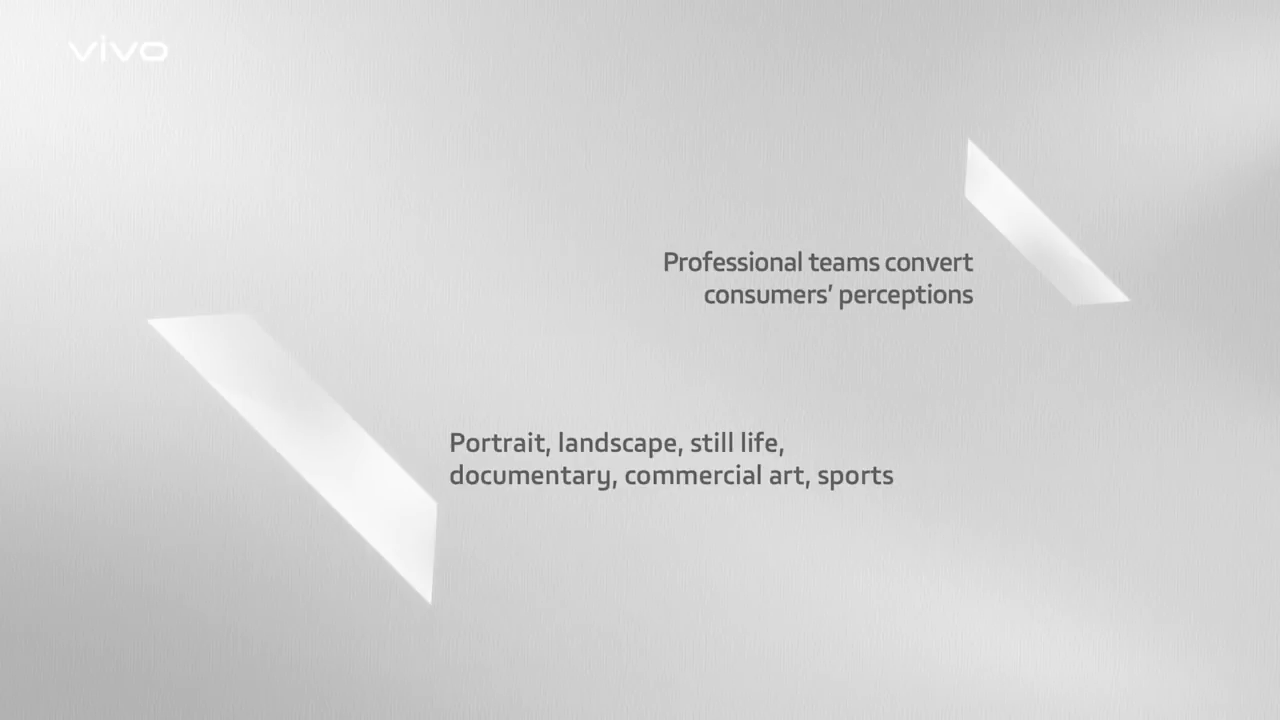 vivo
Professional teams convert
consumers’ perceptions
Portrait, landscape, still life,
documentary, commercial art, sports